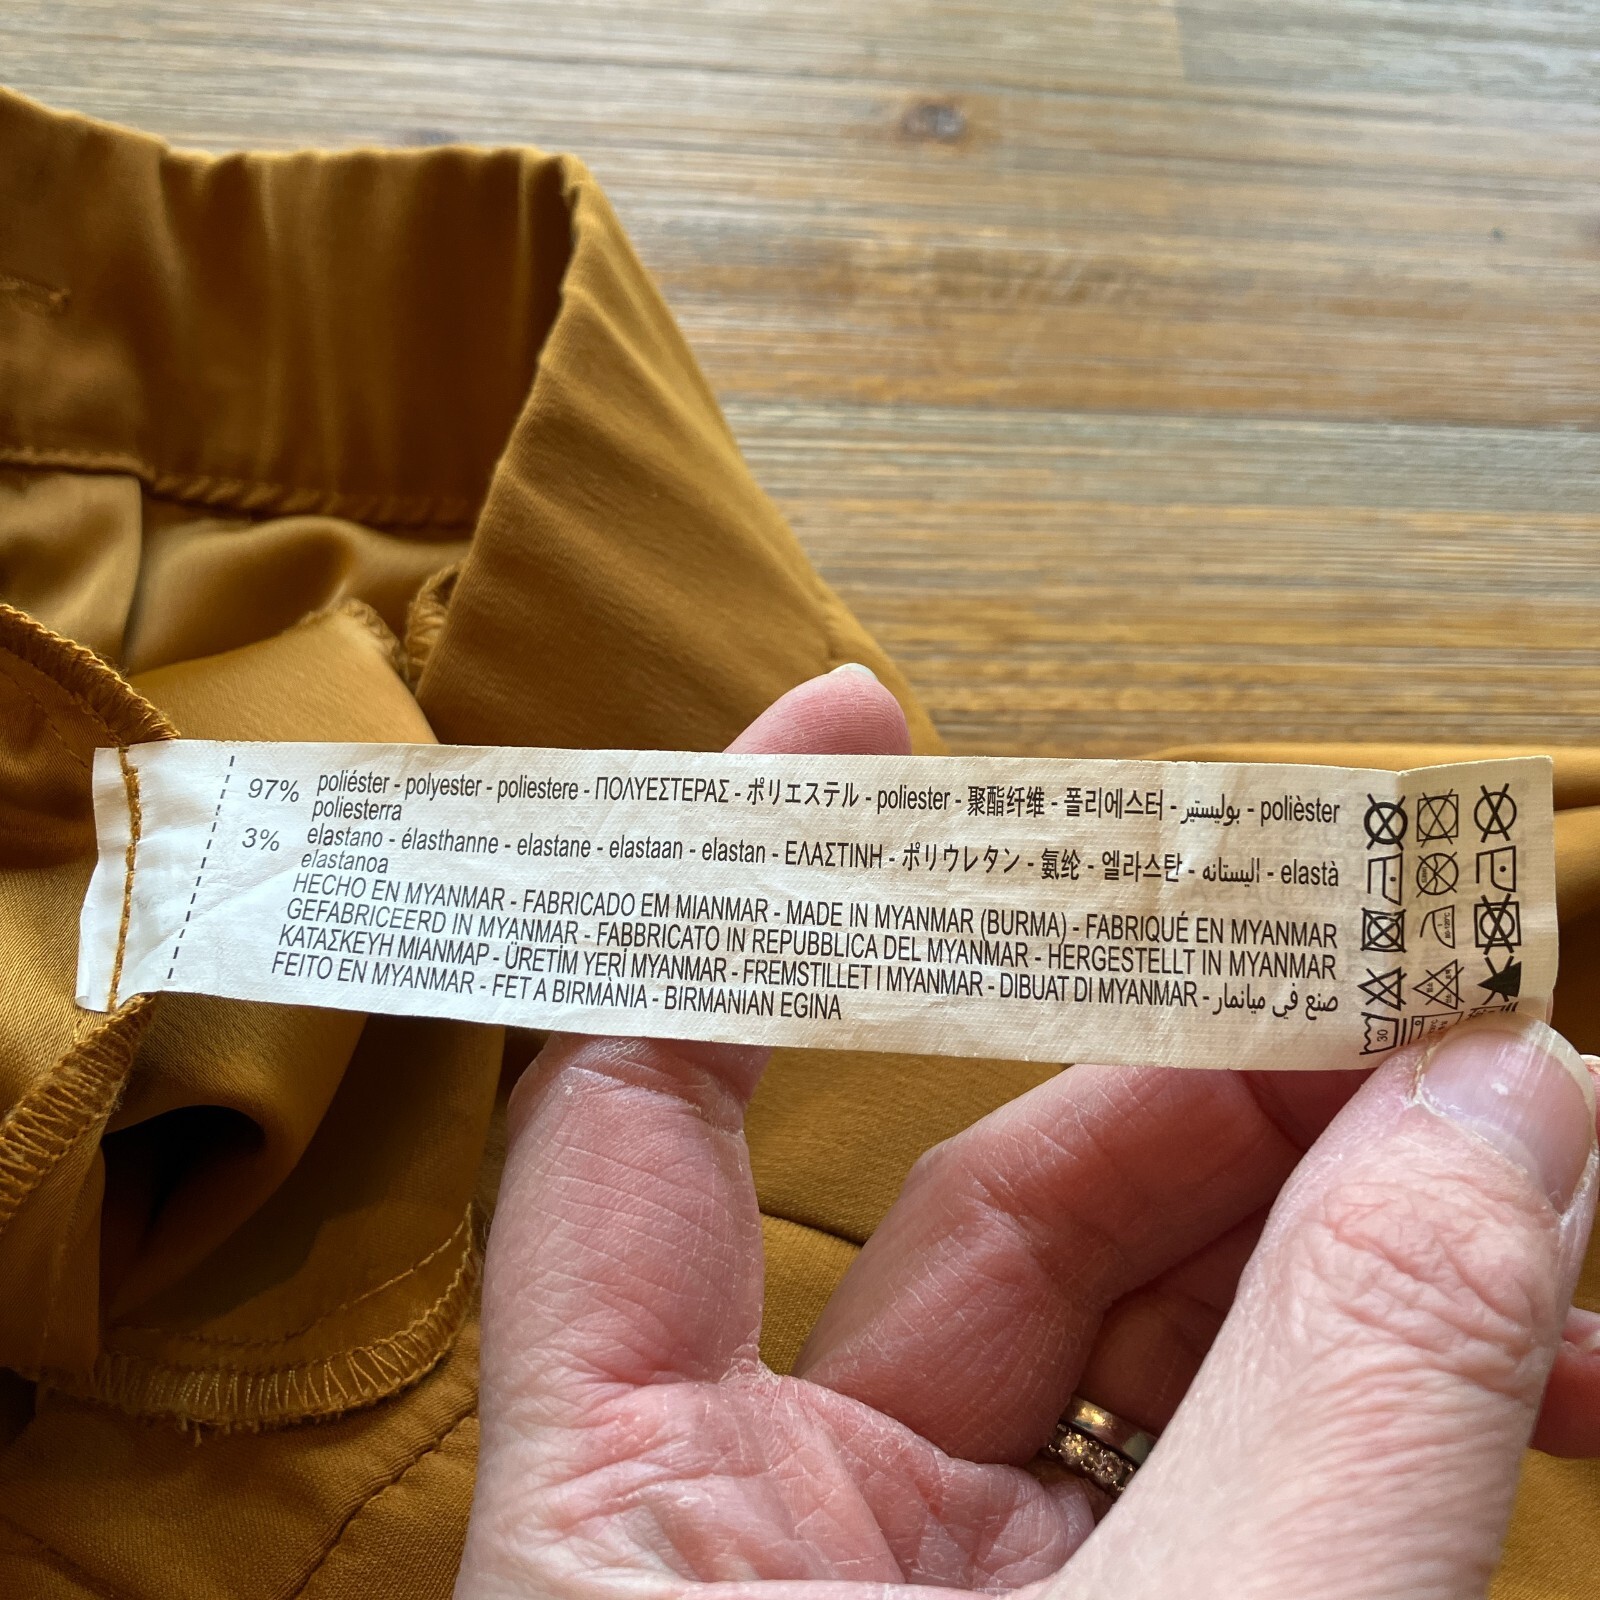 97% poliéster - polyester - poliestere - ΠΟΛΥΕΣΤΕΡΑΣ - ポリエステル - poliester - 聚酯纤维 - 폴리에스터 - بوليستير - polièster
poliesterra
3% elastano - élasthanne - elastane - elastaan - elastan - ΕΛΑΣΤΙΝΗ - ポリウレタン - 氨纶 - 엘라스탄 - اليستانه - elastà
elastanoa
HECHO EN MYANMAR - FABRICADO EM MIANMAR - MADE IN MYANMAR (BURMA) - FABRIQUÉ EN MYANMAR
GEFABRICEERD IN MYANMAR - FABBRICATO IN REPUBBLICA DEL MYANMAR - HERGESTELLT IN MYANMAR
ΚΑΤΑΣΚΕΥΗ ΜΙΑΝΜΑΡ - ÜRETİM YERİ MYANMAR - FREMSTILLET I MYANMAR - DIBUAT DI MYANMAR - صنع في ميانمار
FEITO EN MYANMAR - FET A BIRMÀNIA - BIRMANIAN EGINA
30